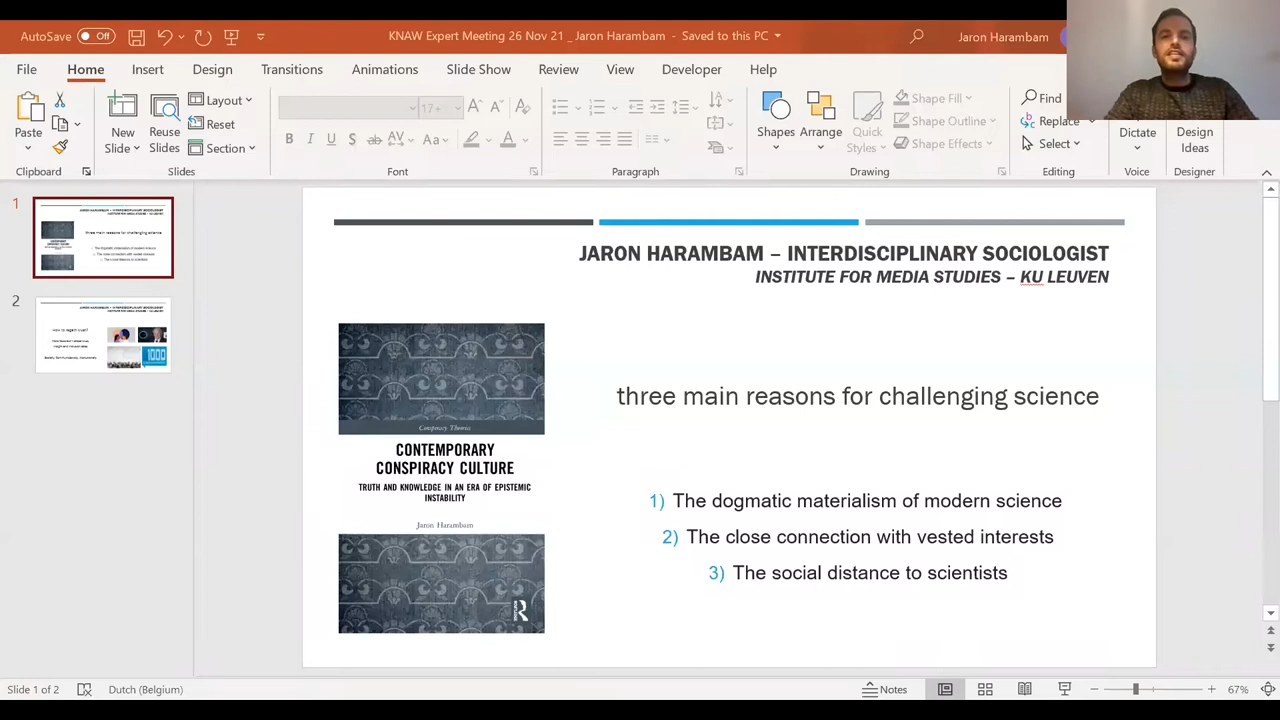 AutoSave Off
KNAW Expert Meeting 26 Nov 21 _ Jaron Harambam - Saved to this PC
Jaron Harambam
File Home Insert Design Transitions Animations Slide Show Review View Developer Help
Paste
New Slide
Reuse Slides
Layout
Reset
Section
17+
B I U S ab AV Aa A
Shapes
Arrange
Quick Styles
Shape Fill
Shape Outline
Shape Effects
Find
Replace
Select
Dictate
Design Ideas
Clipboard Slides Font Paragraph Drawing Editing Voice Designer
1
2
JARON HARAMBAM – INTERDISCIPLINARY SOCIOLOGIST
INSTITUTE FOR MEDIA STUDIES – KU LEUVEN
Conspiracy Theories
CONTEMPORARY
CONSPIRACY CULTURE
TRUTH AND KNOWLEDGE IN AN ERA OF EPISTEMIC
INSTABILITY
Jaron Harambam
three main reasons for challenging science
1) The dogmatic materialism of modern science
2) The close connection with vested interests
3) The social distance to scientists
Slide 1 of 2 Dutch (Belgium) Notes 67%